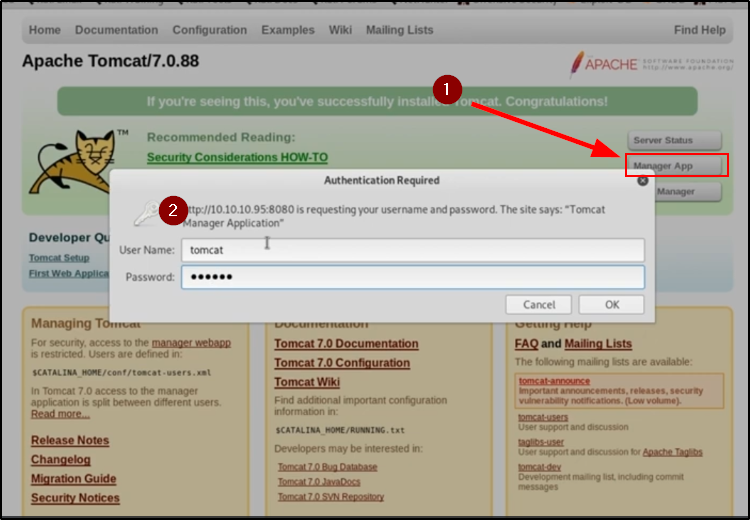 Home Documentation Configuration Examples Wiki Mailing Lists Find Help
Apache Tomcat/7.0.88
APACHE SOFTWARE FOUNDATION
http://www.apache.org/
If you're seeing this, you've successfully installed Tomcat. Congratulations!
1
TM
Recommended Reading:
Security Considerations HOW-TO
Server Status
Manager App
Manager
Authentication Required
2
http://10.10.10.95:8080 is requesting your username and password. The site says: "Tomcat
Manager Application"
User Name: tomcat
Password: ●●●●●●
Cancel OK
Developer Qu
Tomcat Setup
First Web Applica
Managing Tomcat
For security, access to the manager webapp
is restricted. Users are defined in:
$CATALINA_HOME/conf/tomcat-users.xml
In Tomcat 7.0 access to the manager
application is split between different users.
Read more...
Release Notes
Changelog
Migration Guide
Security Notices
Documentation
Tomcat 7.0 Documentation
Tomcat 7.0 Configuration
Tomcat Wiki
Find additional important configuration
information in:
$CATALINA_HOME/RUNNING.txt
Developers may be interested in:
Tomcat 7.0 Bug Database
Tomcat 7.0 JavaDocs
Tomcat 7.0 SVN Repository
Getting Help
FAQ and Mailing Lists
The following mailing lists are available:
tomcat-announce
Important announcements, releases, security
vulnerability notifications. (Low volume).
tomcat-users
User support and discussion
taglibs-user
User support and discussion for Apache Taglibs
tomcat-dev
Development mailing list, including commit
messages